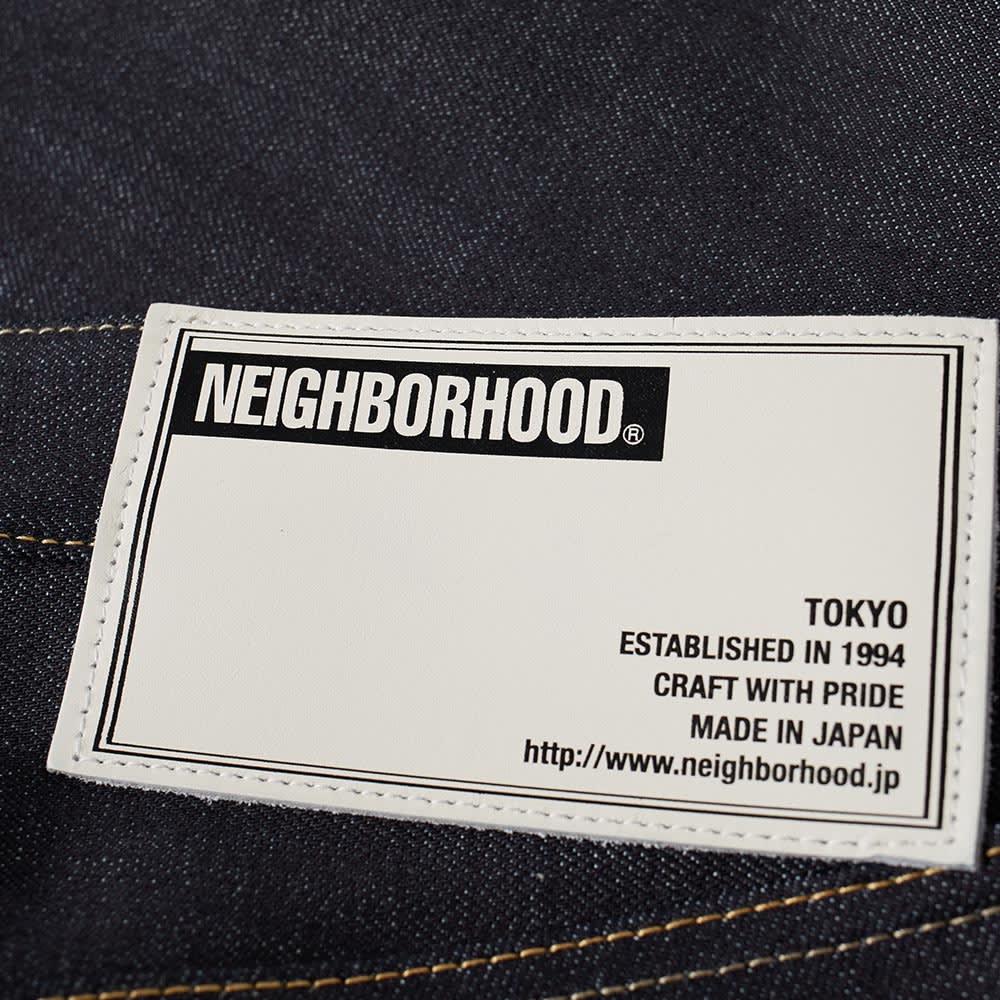 NEIGHBORHOOD®
TOKYO
ESTABLISHED IN 1994
CRAFT WITH PRIDE
MADE IN JAPAN
http://www.neighborhood.jp